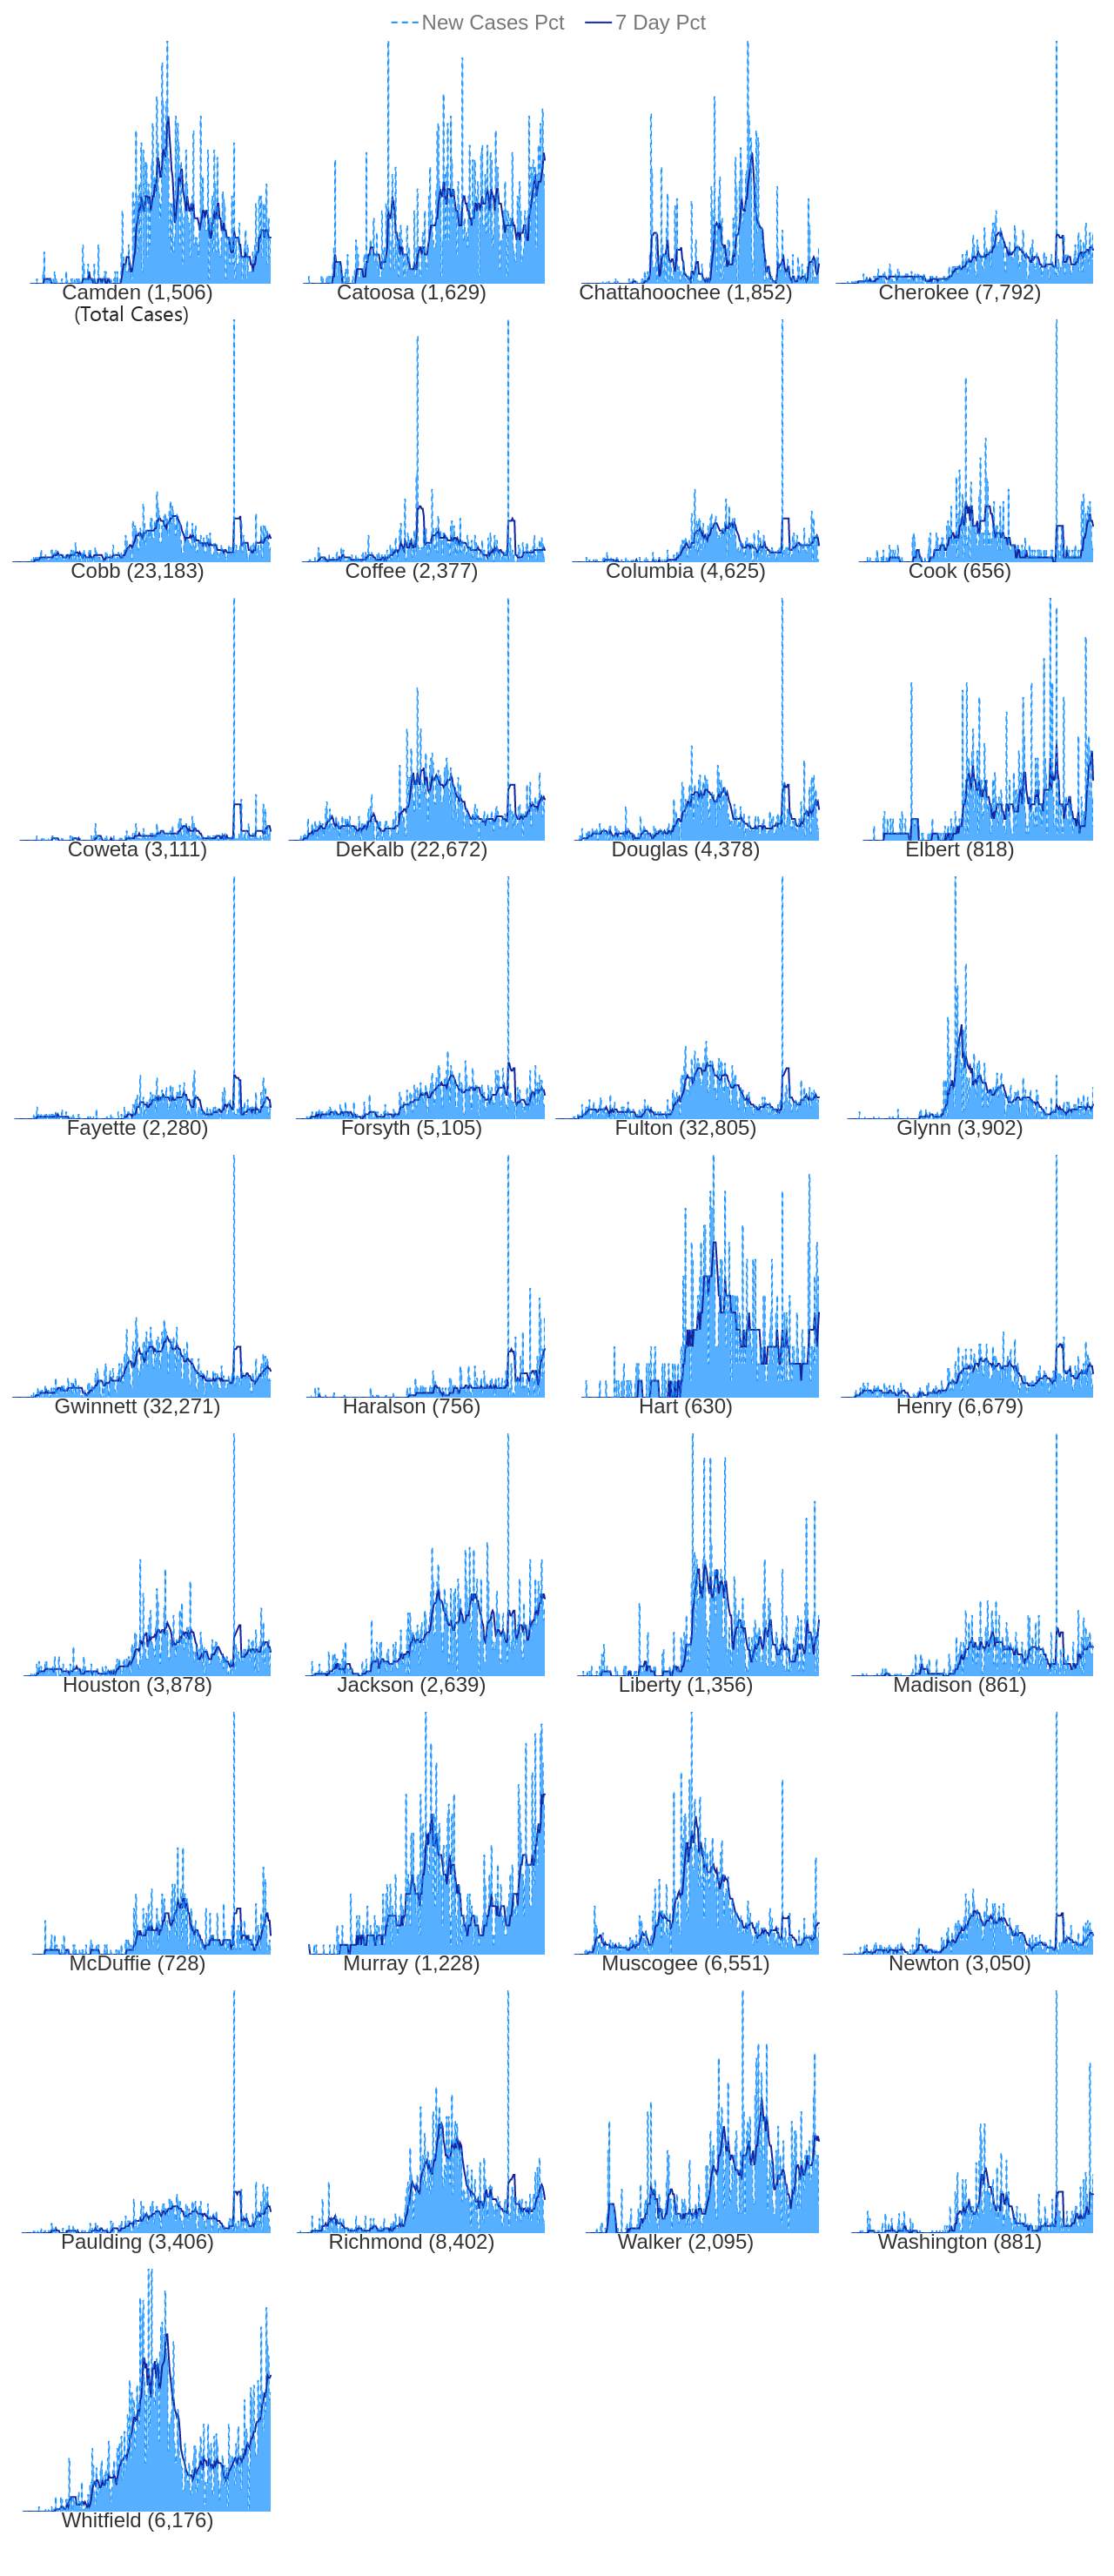 New Cases Pct 7 Day Pct
Camden (1,506) Catoosa (1,629) Chattahoochee (1,852) Cherokee (7,792)
(Total Cases)
Cobb (23,183) Coffee (2,377) Columbia (4,625) Cook (656)
Coweta (3,111) DeKalb (22,672) Douglas (4,378) Elbert (818)
Fayette (2,280) Forsyth (5,105) Fulton (32,805) Glynn (3,902)
Gwinnett (32,271) Haralson (756) Hart (630) Henry (6,679)
Houston (3,878) Jackson (2,639) Liberty (1,356) Madison (861)
McDuffie (728) Murray (1,228) Muscogee (6,551) Newton (3,050)
Paulding (3,406) Richmond (8,402) Walker (2,095) Washington (881)
Whitfield (6,176)